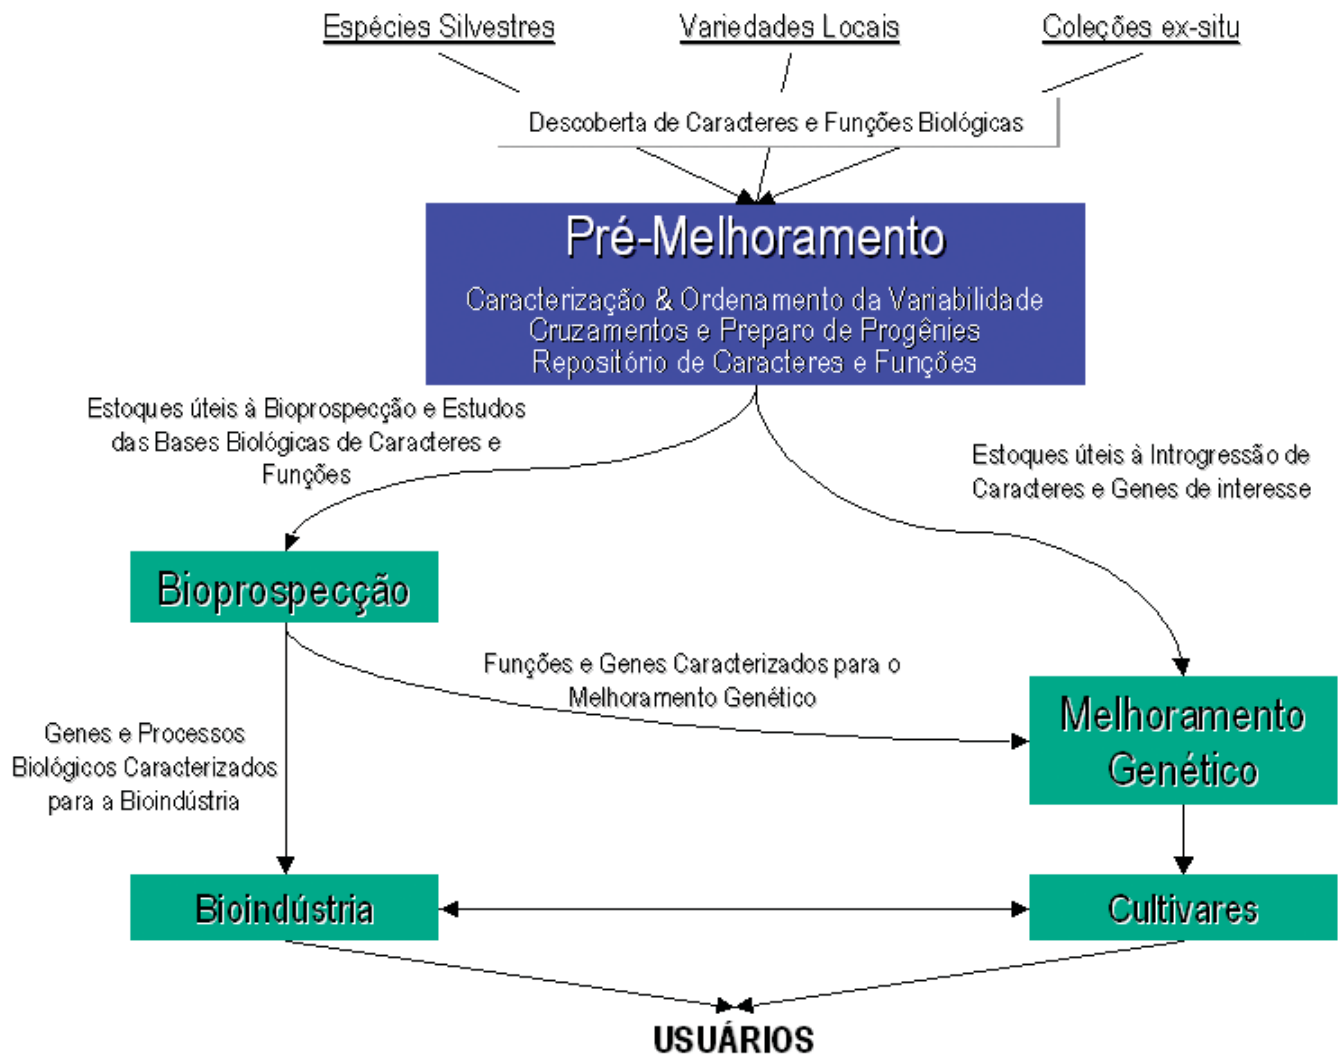 Espécies Silvestres
Variedades Locais
Coleções ex-situ
Descoberta de Caracteres e Funções Biológicas
Pré-Melhoramento
Caracterização & Ordenamento da Variabilidade
Cruzamentos e Preparo de Progênies
Repositório de Caracteres e Funções
Estoques úteis à Bioprospecção e Estudos
das Bases Biológicas de Caracteres e
Funções
Estoques úteis à Introgressão de
Caracteres e Genes de interesse
Bioprospecção
Funções e Genes Caracterizados para o
Melhoramento Genético
Melhoramento
Genético
Genes e Processos
Biológicos Caracterizados
para a Bioindústria
Bioindústria
Cultivares
USUÁRIOS